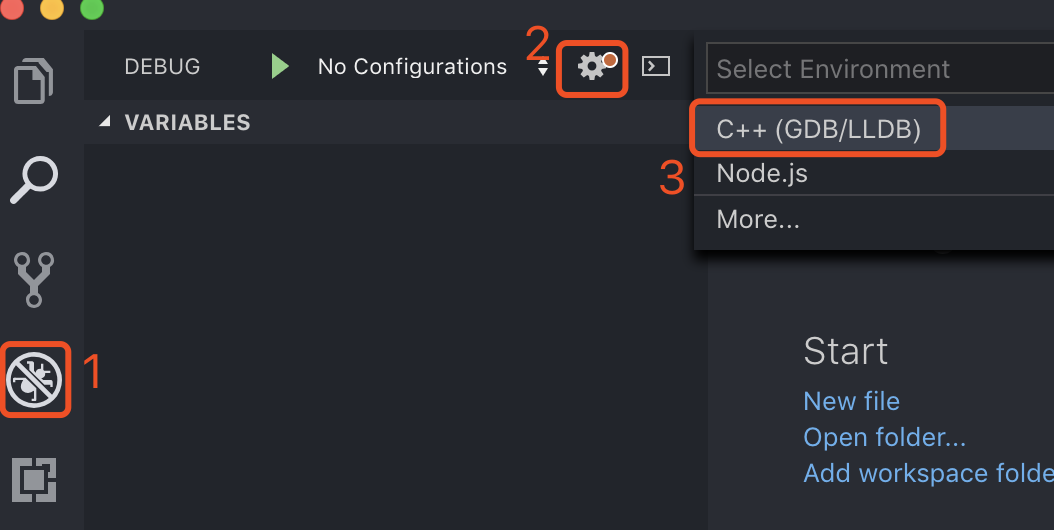 DEBUG
No Configurations
2
Select Environment
VARIABLES
C++ (GDB/LLDB)
3
Node.js
More...
1
Start
New file
Open folder...
Add workspace folde